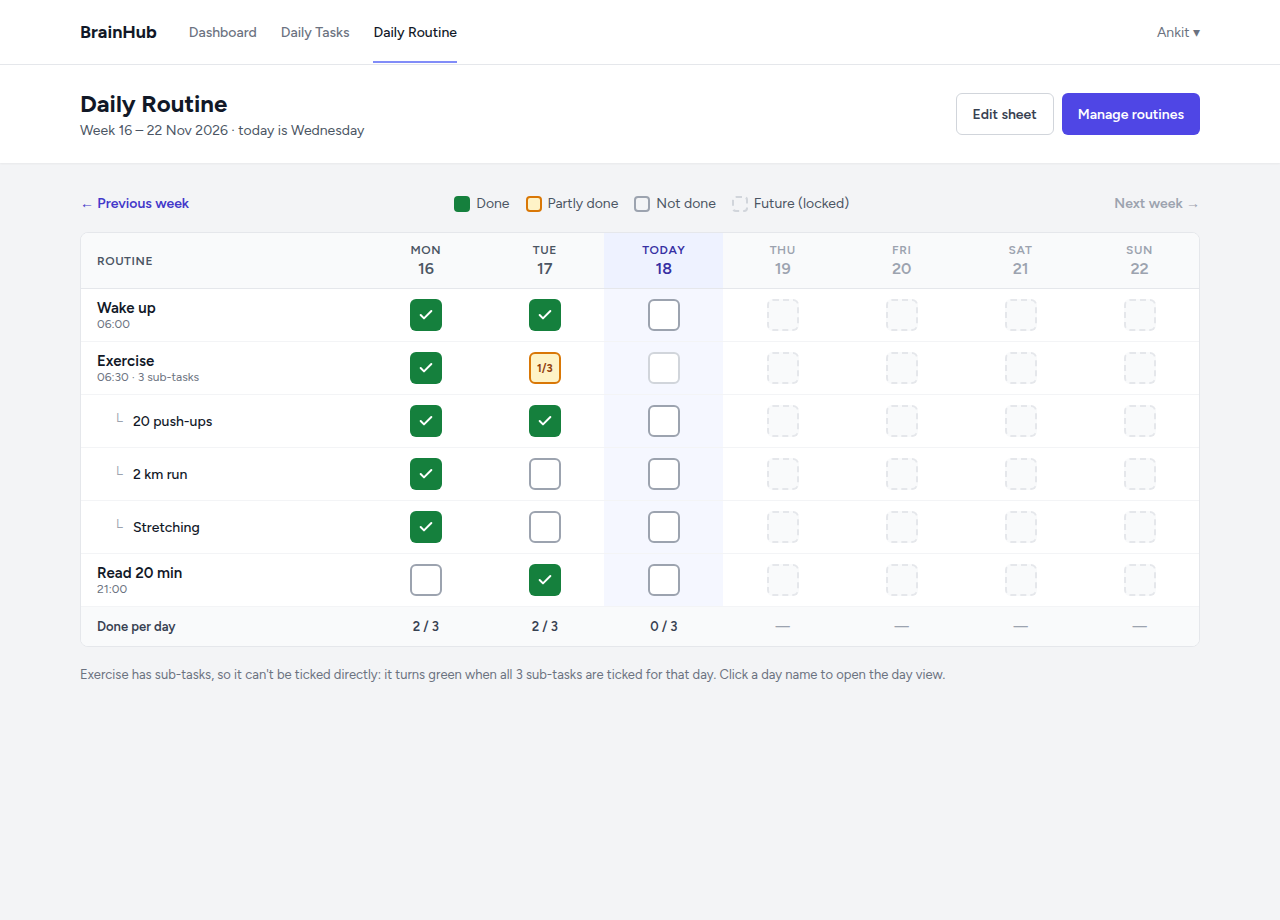 BrainHub Dashboard Daily Tasks Daily Routine Ankit ▾
Daily Routine
Week 16 – 22 Nov 2026 · today is Wednesday
Edit sheet Manage routines
← Previous week Done Partly done Not done Future (locked) Next week →
ROUTINE MON 16 TUE 17 TODAY 18 THU 19 FRI 20 SAT 21 SUN 22
Wake up
06:00
Exercise
06:30 · 3 sub-tasks
1/3
└ 20 push-ups
└ 2 km run
└ Stretching
Read 20 min
21:00
Done per day 2 / 3 2 / 3 0 / 3 — — — —
Exercise has sub-tasks, so it can't be ticked directly: it turns green when all 3 sub-tasks are ticked for that day. Click a day name to open the day view.